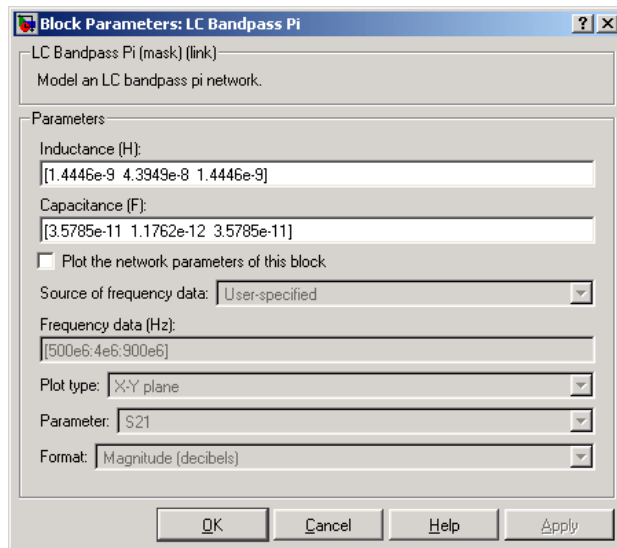 Block Parameters: LC Bandpass Pi
LC Bandpass Pi (mask) (link)
Model an LC bandpass pi network.
Parameters
Inductance (H):
[1.4446e-9 4.3949e-8 1.4446e-9]
Capacitance (F):
[3.5785e-11 1.1762e-12 3.5785e-11]
Plot the network parameters of this block
Source of frequency data: User-specified
Frequency data (Hz):
[500e6:4e6:900e6]
Plot type: X-Y plane
Parameter: S21
Format: Magnitude (decibels)
OK Cancel Help Apply